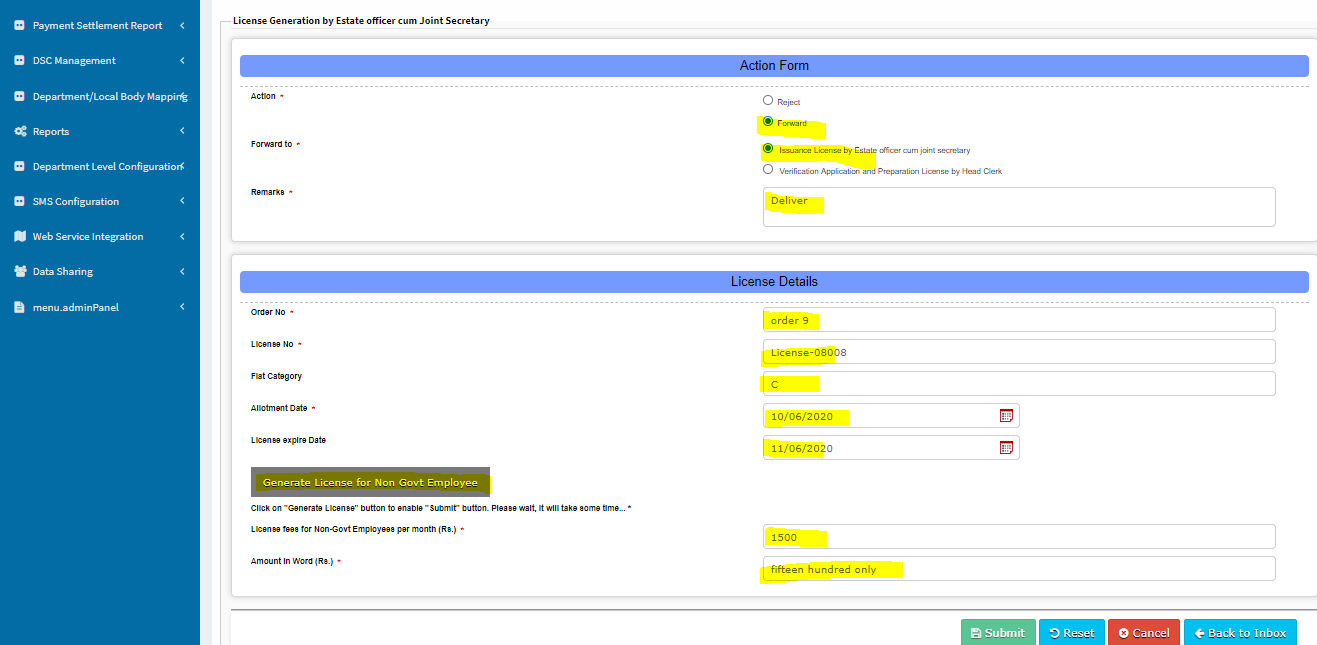 Payment Settlement Report
DSC Management
Department/Local Body Mapping
Reports
Department Level Configuration
SMS Configuration
Web Service Integration
Data Sharing
menu.adminPanel
License Generation by Estate officer cum Joint Secretary
Action Form
Action *
Reject
Forward
Forward to *
Issuance License by Estate officer cum joint secretary
Verification Application and Preparation License by Head Clerk
Remarks *
Deliver
License Details
Order No *
order 9
License No *
License-08008
Flat Category
C
Allotment Date *
10/06/2020
License expire Date
11/06/2020
Generate License for Non Govt Employee
Click on "Generate License" button to enable "Submit" button. Please wait, it will take some time... *
License fees for Non-Govt Employees per month (Rs.) *
1500
Amount in Word (Rs.) *
fifteen hundred only
Submit Reset Cancel Back to Inbox